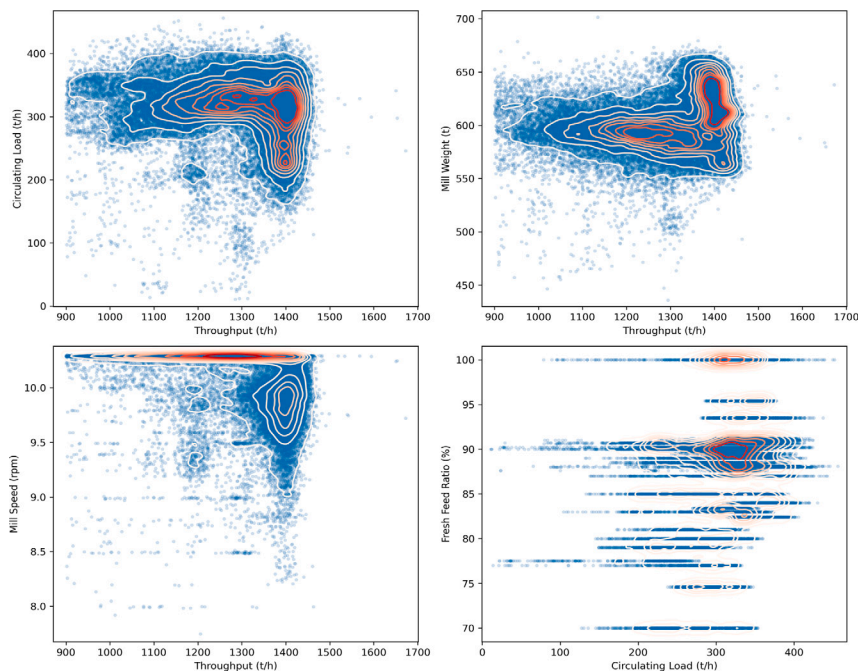 Circulating Load (t/h)
400
300
200
100
0
900 1000 1100 1200 1300 1400 1500 1600 1700
Throughput (t/h)
Mill Weight (t)
700
650
600
550
500
450
900 1000 1100 1200 1300 1400 1500 1600 1700
Throughput (t/h)
Mill Speed (rpm)
10.0
9.5
9.0
8.5
8.0
900 1000 1100 1200 1300 1400 1500 1600 1700
Throughput (t/h)
Fresh Feed Ratio (%)
100
95
90
85
80
75
70
0 100 200 300 400
Circulating Load (t/h)